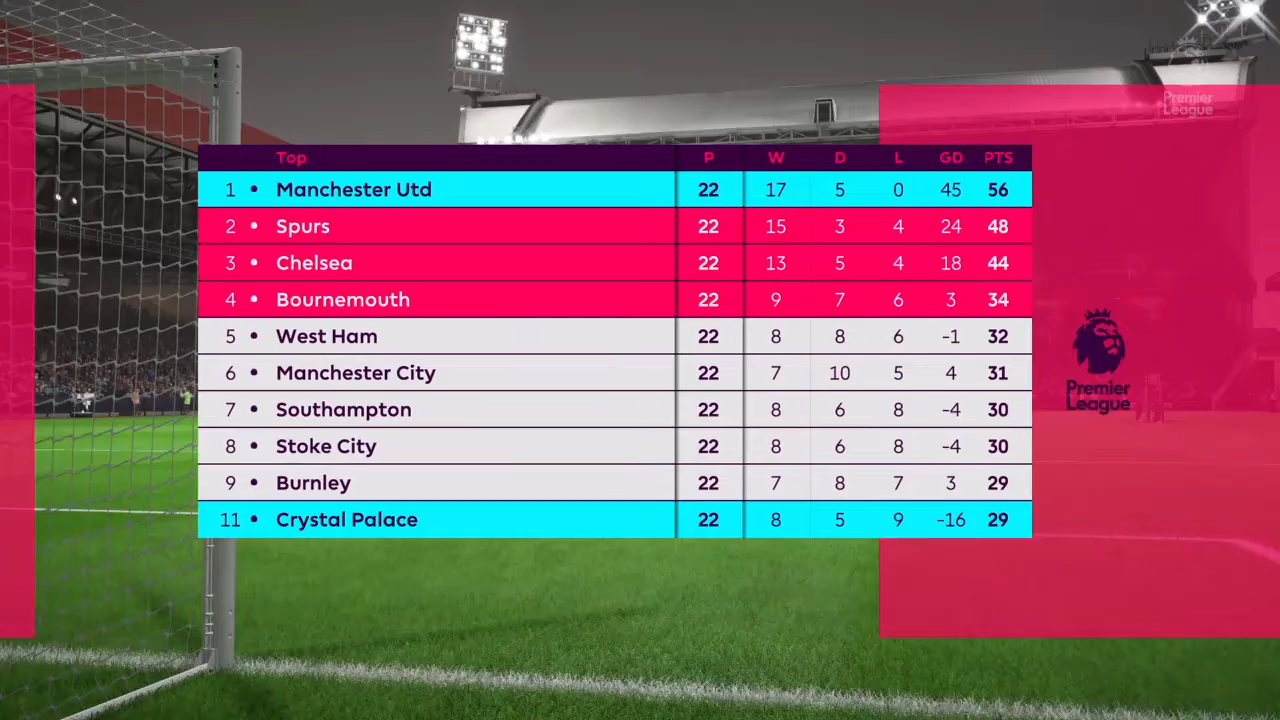 Premier
League
Top P W D L GD PTS
1 • Manchester Utd 22 17 5 0 45 56
2 • Spurs 22 15 3 4 24 48
3 • Chelsea 22 13 5 4 18 44
4 • Bournemouth 22 9 7 6 3 34
5 • West Ham 22 8 8 6 -1 32
6 • Manchester City 22 7 10 5 4 31
7 • Southampton 22 8 6 8 -4 30
8 • Stoke City 22 8 6 8 -4 30
9 • Burnley 22 7 8 7 3 29
11 • Crystal Palace 22 8 5 9 -16 29
Premier
League